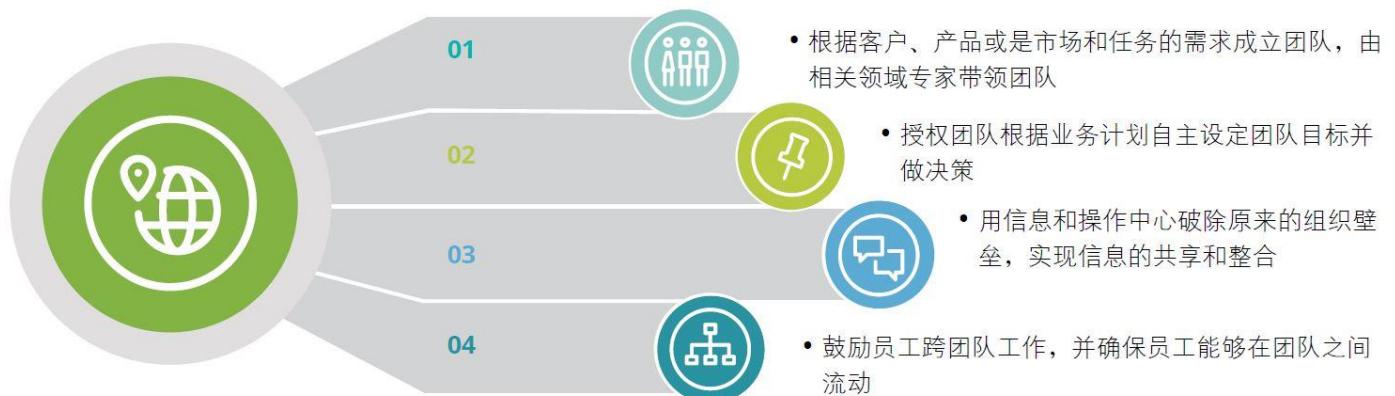 01
• 根据客户、产品或是市场和任务的需求成立团队，由
相关领域专家带领团队
02
• 授权团队根据业务计划自主设定团队目标并
做决策
03
• 用信息和操作中心破除原来的组织壁
垒，实现信息的共享和整合
04
• 鼓励员工跨团队工作，并确保员工能够在团队之间
流动